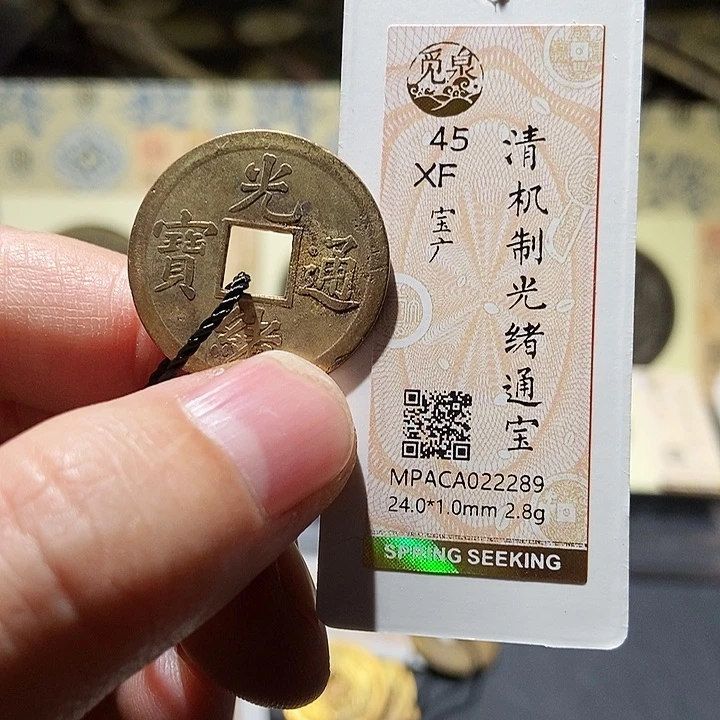 光
寶 通
緒
觅泉
45
XF
宝广
清机制光绪通宝
MPACA022289
24.0*1.0mm 2.8g
SPRING SEEKING